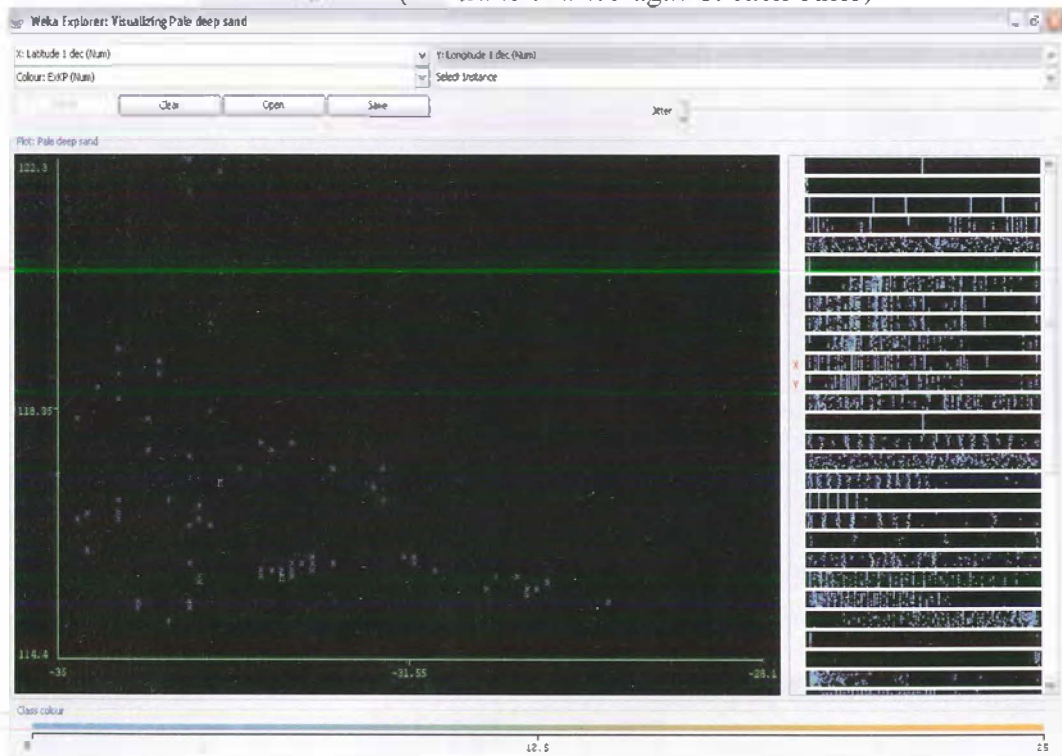 Weka Explorer: Visualizing Pale deep sand
X: Latitude 1 dec (Num)
Y: Longitude 1 dec (Num)
Colour: ExKP (Num)
Select Instance
Clear
Open
Save
Jitter
Plot: Pale deep sand
122.3
118.35
114.4
-35
-31.55
-28.1
X
Y
Class colour
0
12.5
25